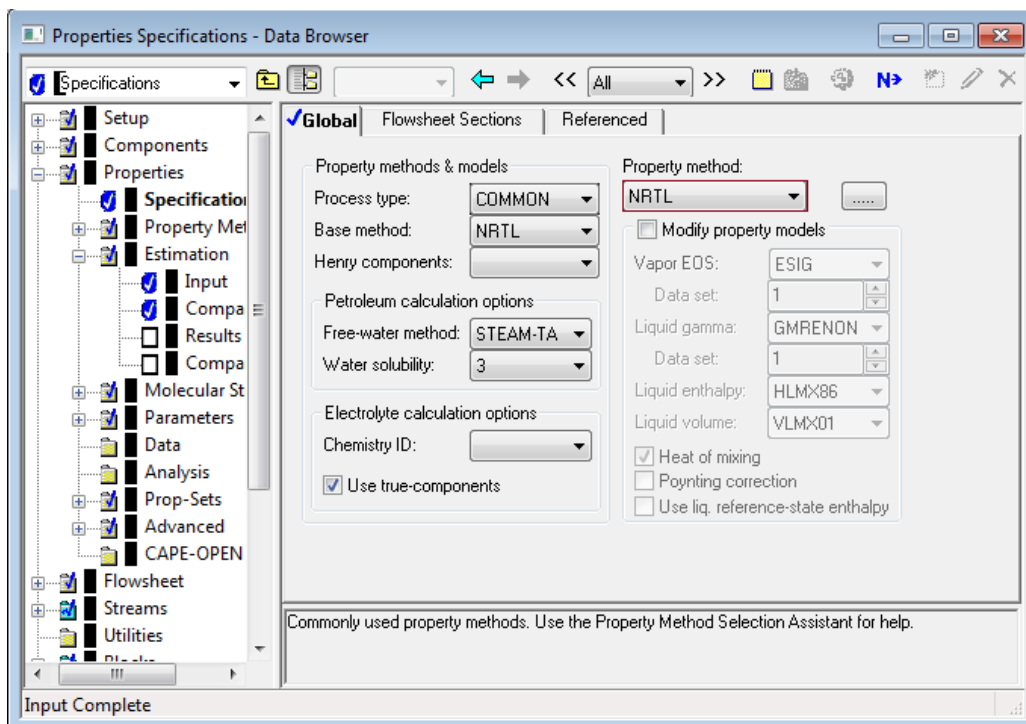 Properties Specifications - Data Browser
Specifications
<< All >> N
Setup
Components
Properties
Specification
Property Met
Estimation
Input
Compa
Results
Compa
Molecular St
Parameters
Data
Analysis
Prop-Sets
Advanced
CAPE-OPEN
Flowsheet
Streams
Utilities
Blocks
Global Flowsheet Sections Referenced
Property methods & models
Process type: COMMON
Base method: NRTL
Henry components:
Petroleum calculation options
Free-water method: STEAM-TA
Water solubility: 3
Electrolyte calculation options
Chemistry ID:
Use true-components
Property method:
NRTL .....
Modify property models
Vapor EOS: ESIG
Data set: 1
Liquid gamma: GMRENON
Data set: 1
Liquid enthalpy: HLMX86
Liquid volume: VLMX01
Heat of mixing
Poynting correction
Use liq. reference-state enthalpy
Commonly used property methods. Use the Property Method Selection Assistant for help.
Input Complete